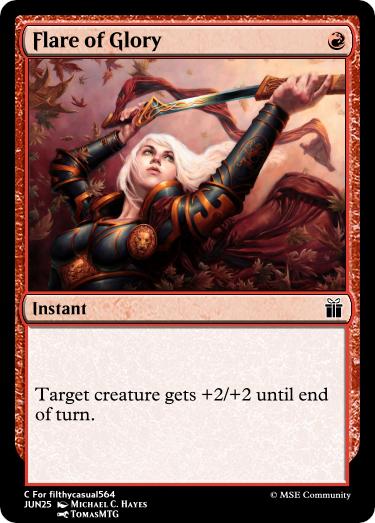 Flare of Glory
Instant
Target creature gets +2/+2 until end
of turn.
C For filthycasual564
JUN25 Michael C. Hayes
TomasMTG
© MSE Community